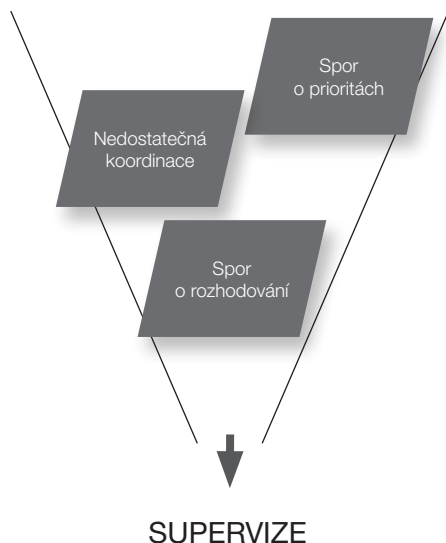 Spor
o prioritách
Nedostatečná
koordinace
Spor
o rozhodování
SUPERVIZE